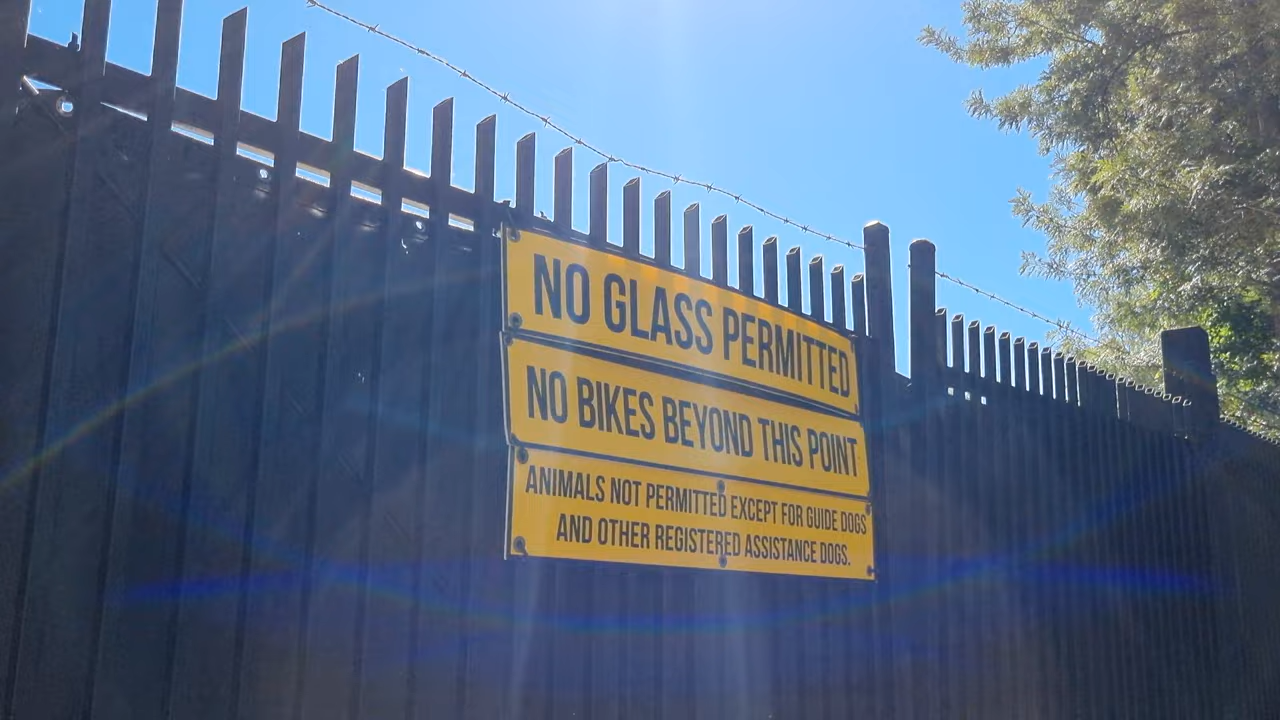 NO GLASS PERMITTED
NO BIKES BEYOND THIS POINT
ANIMALS NOT PERMITTED EXCEPT FOR GUIDE DOGS
AND OTHER REGISTERED ASSISTANCE DOGS.